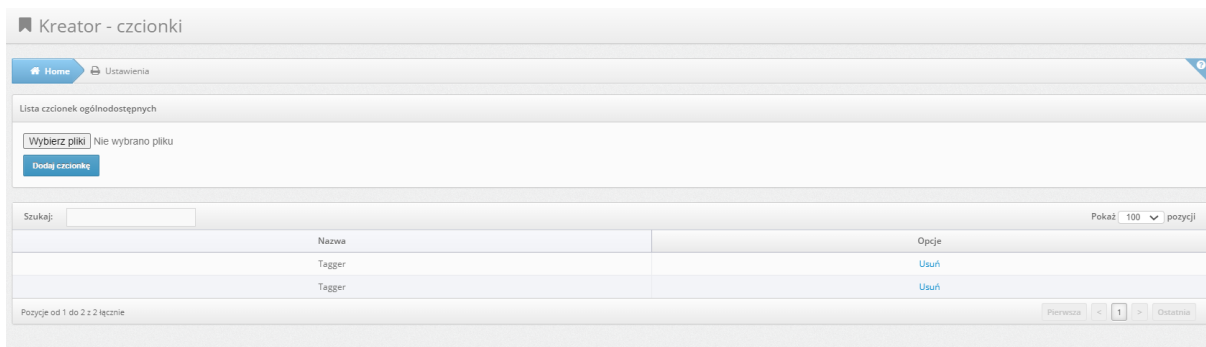 Kreator - czcionki
Home Ustawienia
Lista czcionek ogólnodostępnych
Wybierz pliki Nie wybrano pliku
Dodaj czcionkę
Szukaj: Pokaż 100 pozycji
Nazwa Opcje
Tagger Usuń
Tagger Usuń
Pozycje od 1 do 2 z 2 łącznie Pierwsza < 1 > Ostatnia